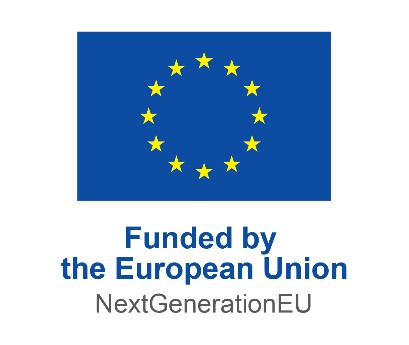 Funded by
the European Union
NextGenerationEU